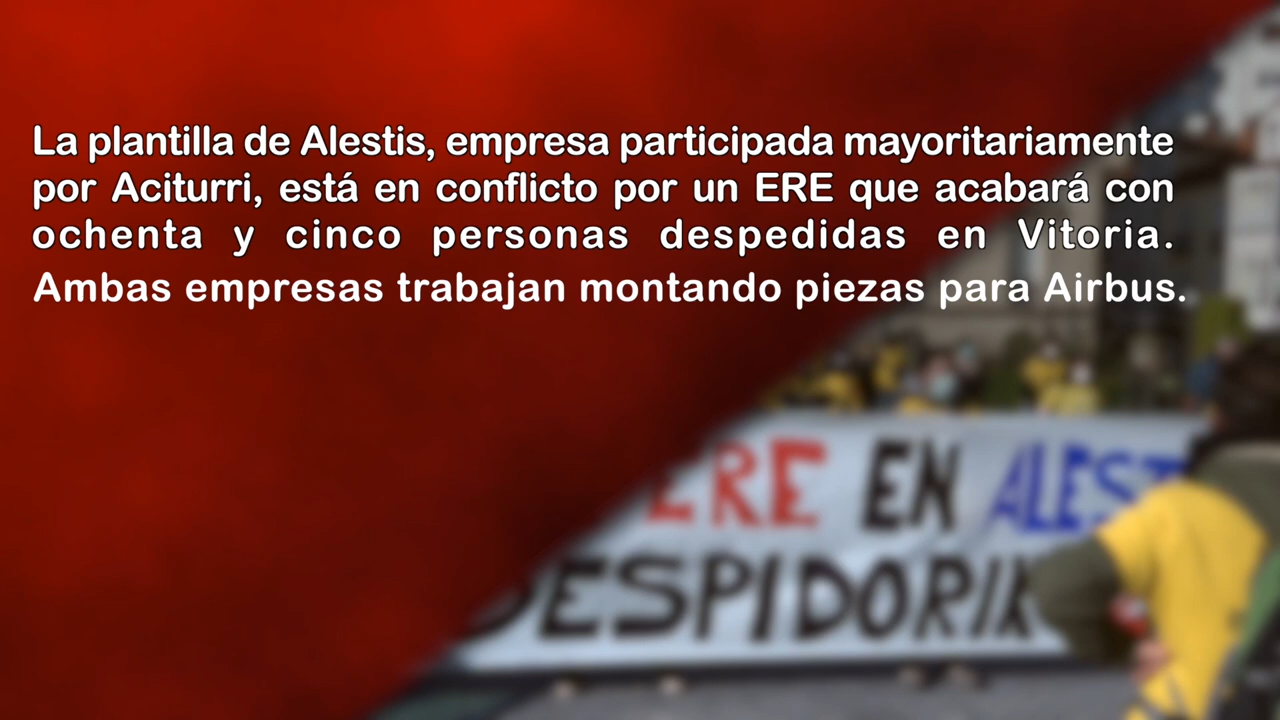 La plantilla de Alestis, empresa participada mayoritariamente
por Aciturri, está en conflicto por un ERE que acabará con
ochenta y cinco personas despedidas en Vitoria.
Ambas empresas trabajan montando piezas para Airbus.
ERE EN